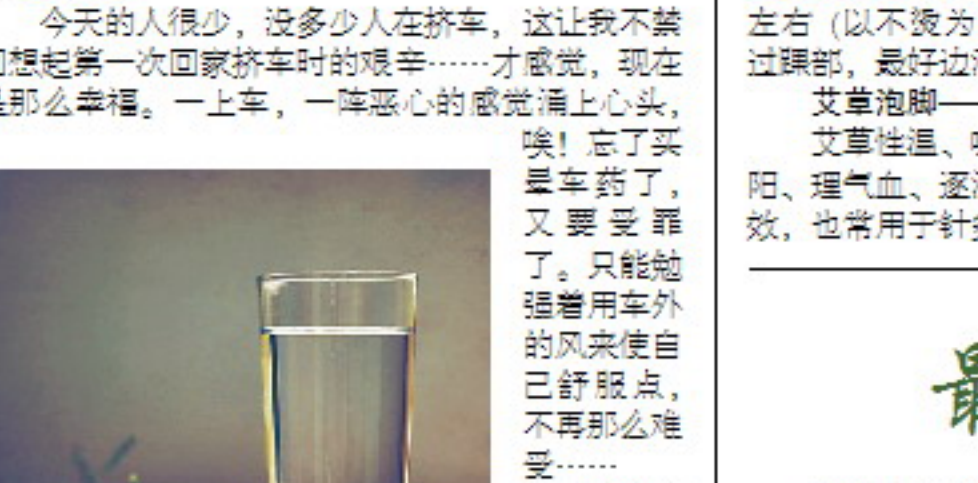 今天的人很少，没多少人在挤车，这让我不禁
回想起第一次回家挤车时的艰辛……才感觉，现在
是那么幸福。一上车，一阵恶心的感觉涌上心头，
唉！忘了买
晕车药了，
又要受罪
了。只能勉
强着用车外
的风来使自
己舒服点，
不再那么难
受……
左右（以不烫为
过踝部，最好边
艾草泡脚—
艾草性温、
阳、理气血、逐
效，也常用于针
最